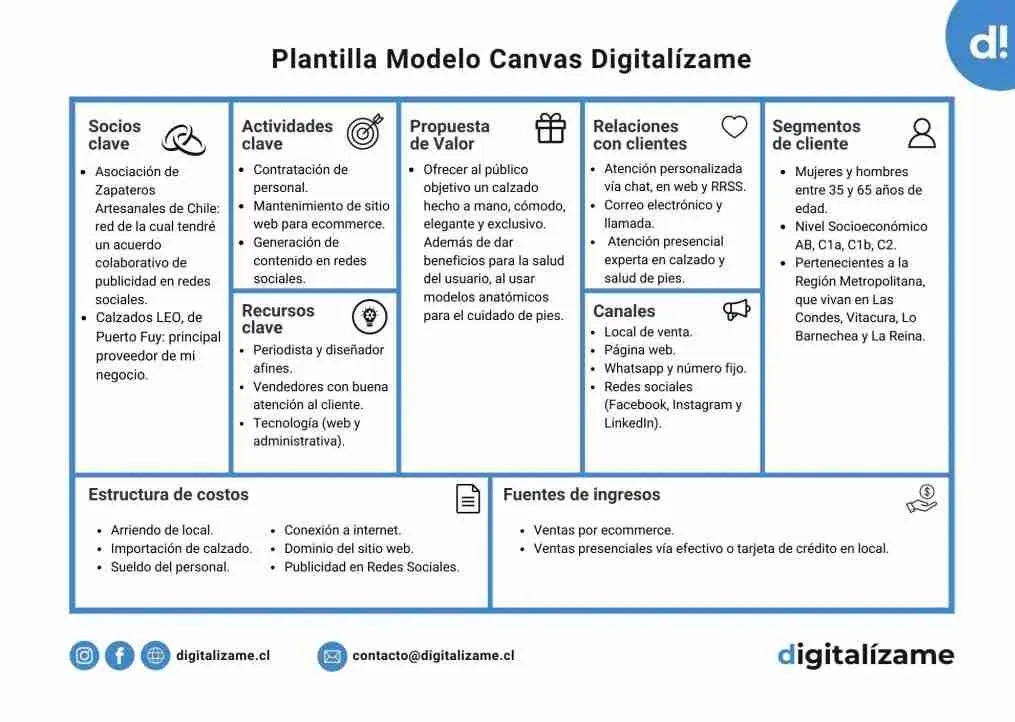 d!
Plantilla Modelo Canvas Digitalízame
Socios
clave
• Asociación de
Zapateros
Artesanales de Chile:
red de la cual tendré
un acuerdo
colaborativo de
publicidad en redes
sociales.
• Calzados LEO, de
Puerto Fuy: principal
proveedor de mi
negocio.
Actividades
clave
• Contratación de
personal.
• Mantenimiento de sitio
web para ecommerce.
• Generación de
contenido en redes
sociales.
Recursos
clave
• Periodista y diseñador
afines.
• Vendedores con buena
atención al cliente.
• Tecnología (web y
administrativa).
Propuesta
de Valor
• Ofrecer al público
objetivo un calzado
hecho a mano, cómodo,
elegante y exclusivo.
Además de dar
beneficios para la salud
del usuario, al usar
modelos anatómicos
para el cuidado de pies.
Relaciones
con clientes
• Atención personalizada
vía chat, en web y RRSS.
• Correo electrónico y
llamada.
• Atención presencial
experta en calzado y
salud de pies.
Canales
• Local de venta.
• Página web.
• Whatsapp y número fijo.
• Redes sociales
(Facebook, Instagram y
LinkedIn).
Segmentos
de cliente
• Mujeres y hombres
entre 35 y 65 años de
edad.
• Nivel Socioeconómico
AB, C1a, C1b, C2.
• Pertenecientes a la
Región Metropolitana,
que vivan en Las
Condes, Vitacura, Lo
Barnechea y La Reina.
Estructura de costos
• Arriendo de local.
• Importación de calzado.
• Sueldo del personal.
• Conexión a internet.
• Dominio del sitio web.
• Publicidad en Redes Sociales.
Fuentes de ingresos
$
• Ventas por ecommerce.
• Ventas presenciales vía efectivo o tarjeta de crédito en local.
digitalizame.cl
contacto@digitalizame.cl
digitalízame